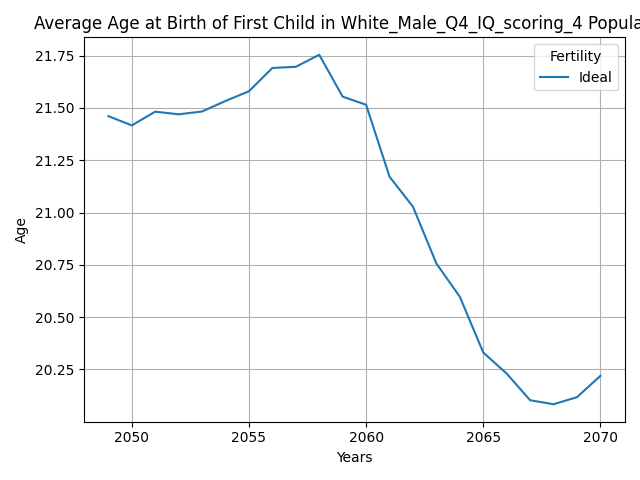 Average Age at Birth of First Child in White_Male_Q4_IQ_scoring_4 Popula
Fertility
Ideal
21.75
21.50
21.25
21.00
20.75
20.50
20.25
Age
2050 2055 2060 2065 2070
Years